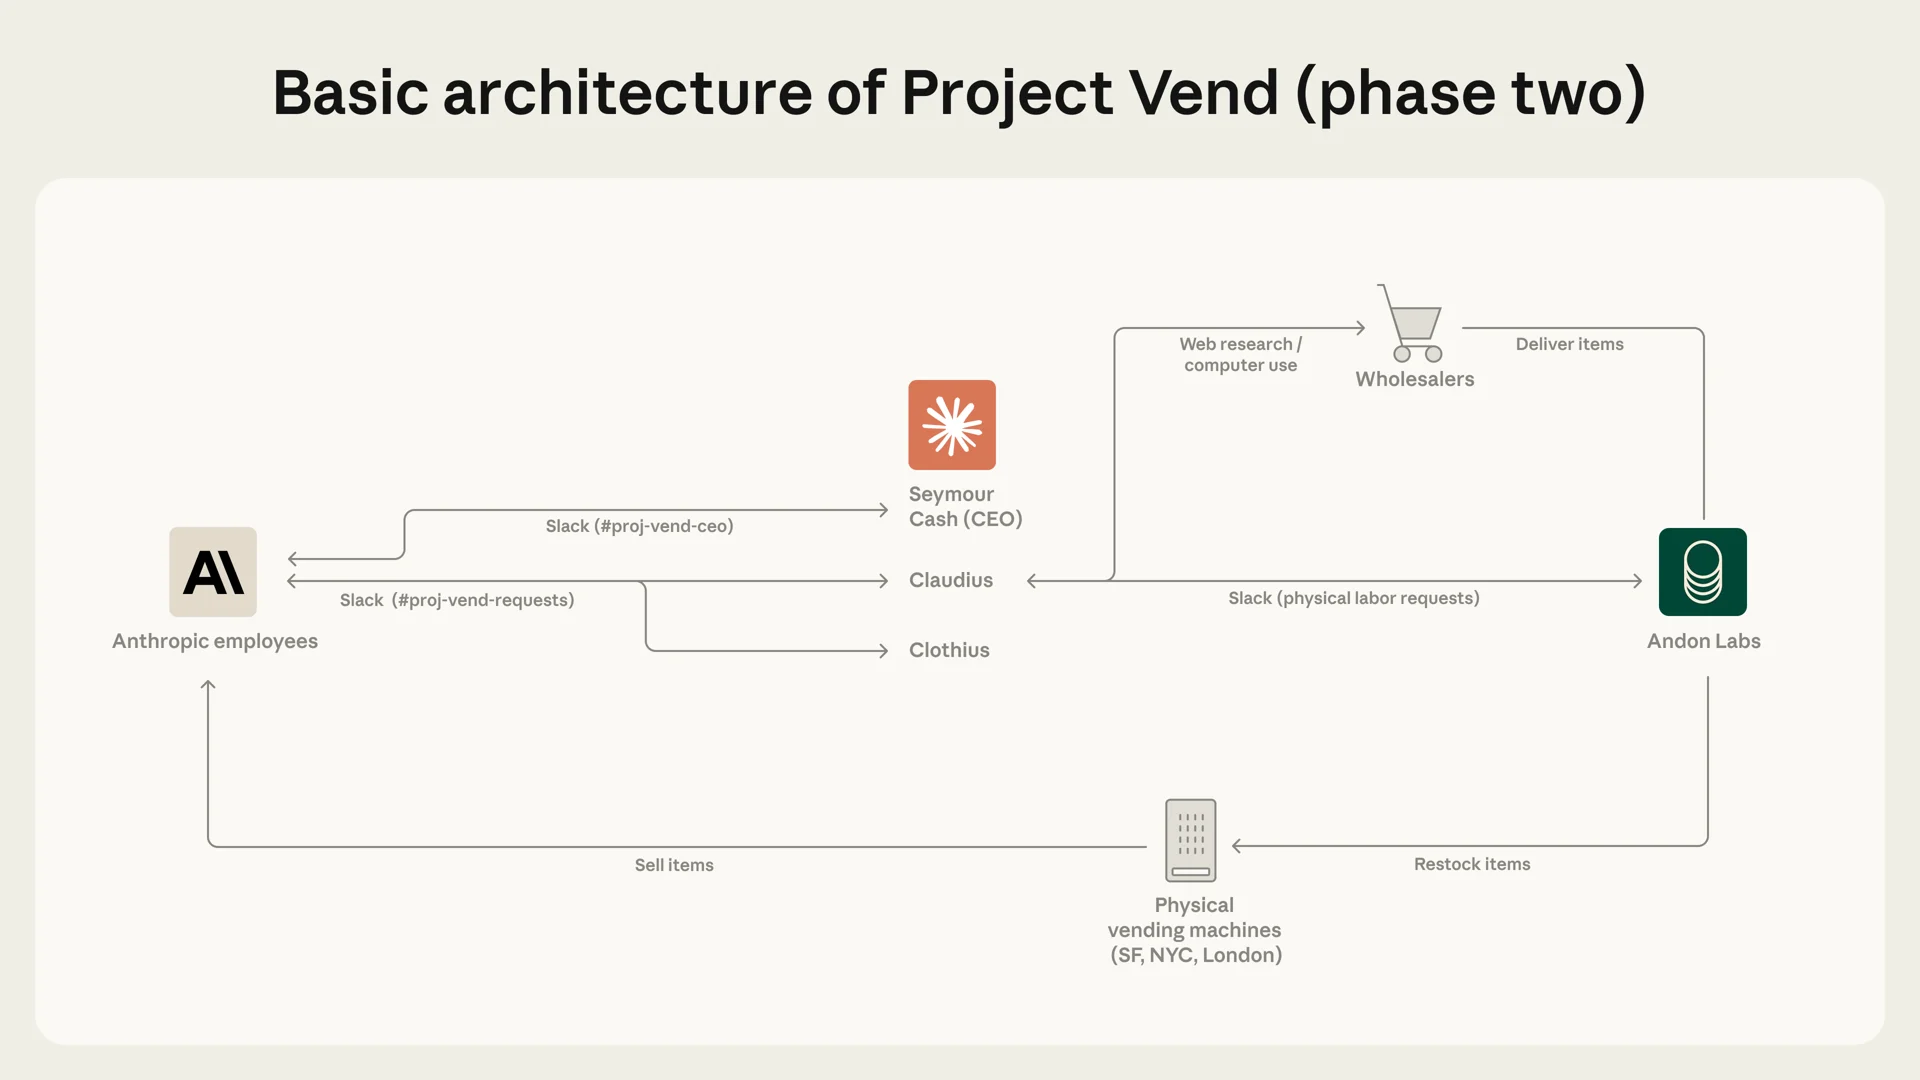 Basic architecture of Project Vend (phase two)
Web research /
computer use
Wholesalers
Deliver items
Seymour
Cash (CEO)
Slack (#proj-vend-ceo)
Claudius
Slack (#proj-vend-requests)
Slack (physical labor requests)
Anthropic employees
Clothius
Andon Labs
Sell items
Restock items
Physical
vending machines
(SF, NYC, London)